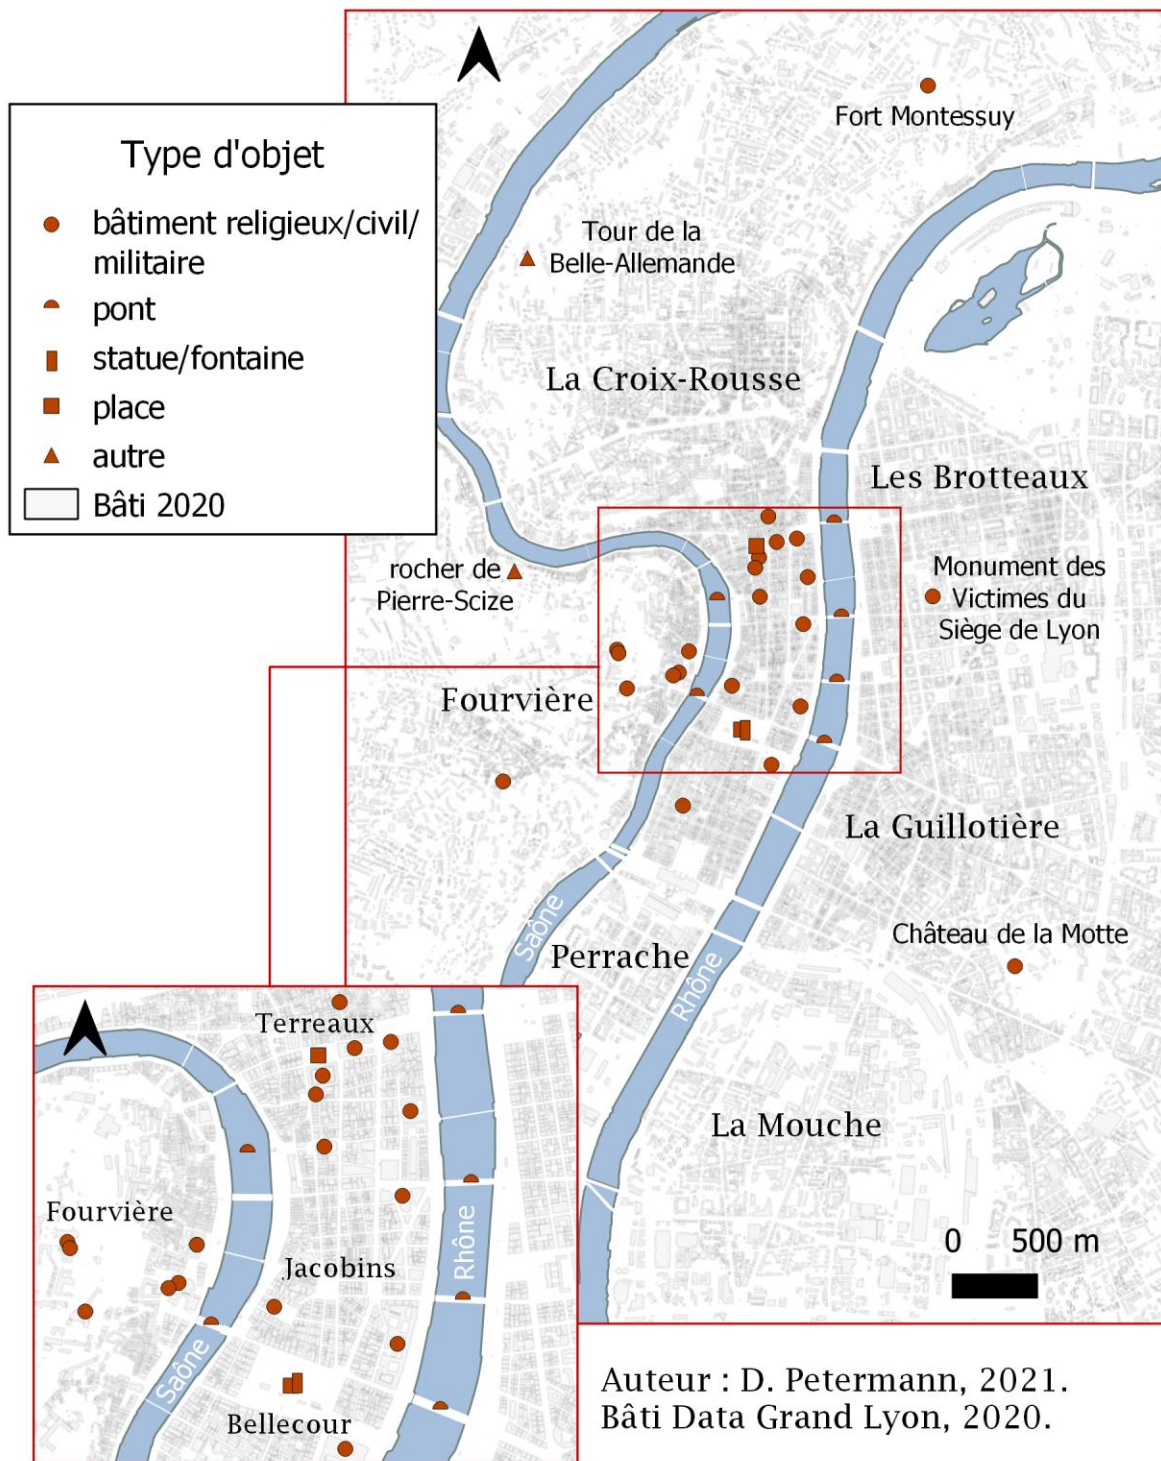 Fort Montessuy
Type d'objet
bâtiment religieux/civil/
militaire
pont
statue/fontaine
place
autre
Bâti 2020
Tour de la
Belle-Allemande
La Croix-Rousse
Les Brotteaux
rocher de
Pierre-Scize
Monument des
Victimes du
Siège de Lyon
Fourvière
La Guillotière
Saône
Perrache
Rhône
Château de la Motte
La Mouche
0 500 m
Terreaux
Fourvière
Jacobins
Rhône
Saône
Bellecour
Auteur : D. Petermann, 2021.
Bâti Data Grand Lyon, 2020.